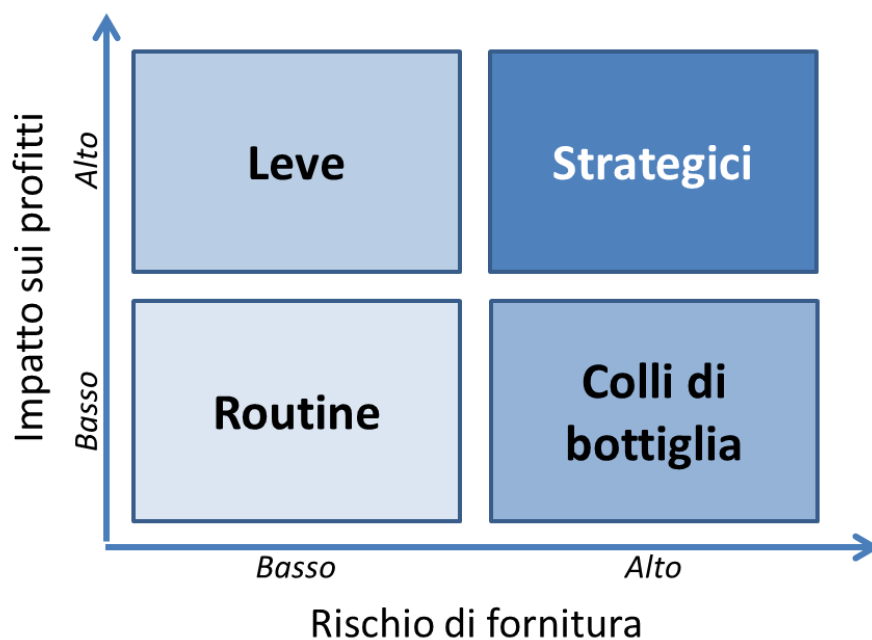 Impatto sui profitti
Alto
Basso
Leve
Strategici
Routine
Colli di
bottiglia
Basso
Alto
Rischio di fornitura